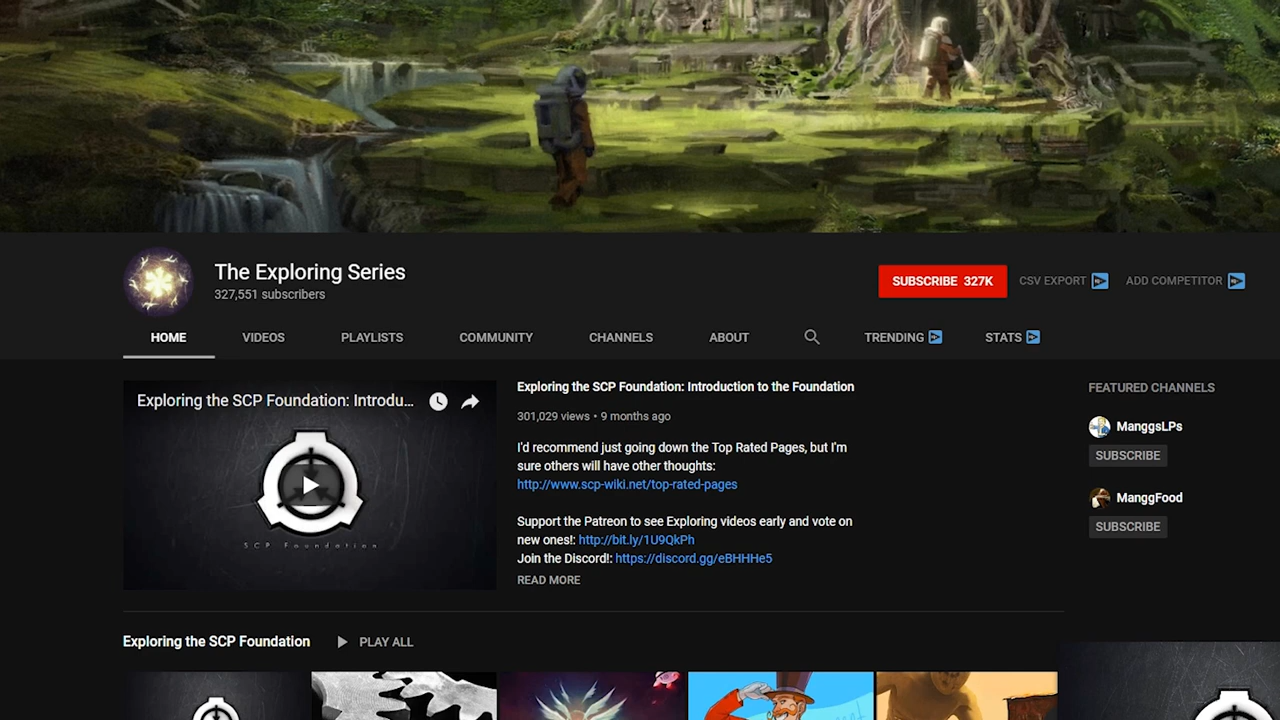 The Exploring Series
327,551 subscribers
SUBSCRIBE 327K
CSV EXPORT
ADD COMPETITOR
HOME
VIDEOS
PLAYLISTS
COMMUNITY
CHANNELS
ABOUT
TRENDING
STATS
Exploring the SCP Foundation: Introdu...
SCP Foundation
Exploring the SCP Foundation: Introduction to the Foundation
301,029 views • 9 months ago
I'd recommend just going down the Top Rated Pages, but I'm
sure others will have other thoughts:
http://www.scp-wiki.net/top-rated-pages
Support the Patreon to see Exploring videos early and vote on
new ones!: http://bit.ly/1U9QkPh
Join the Discord!: https://discord.gg/eBHHHe5
READ MORE
FEATURED CHANNELS
ManggsLPs
SUBSCRIBE
ManggFood
SUBSCRIBE
Exploring the SCP Foundation
PLAY ALL